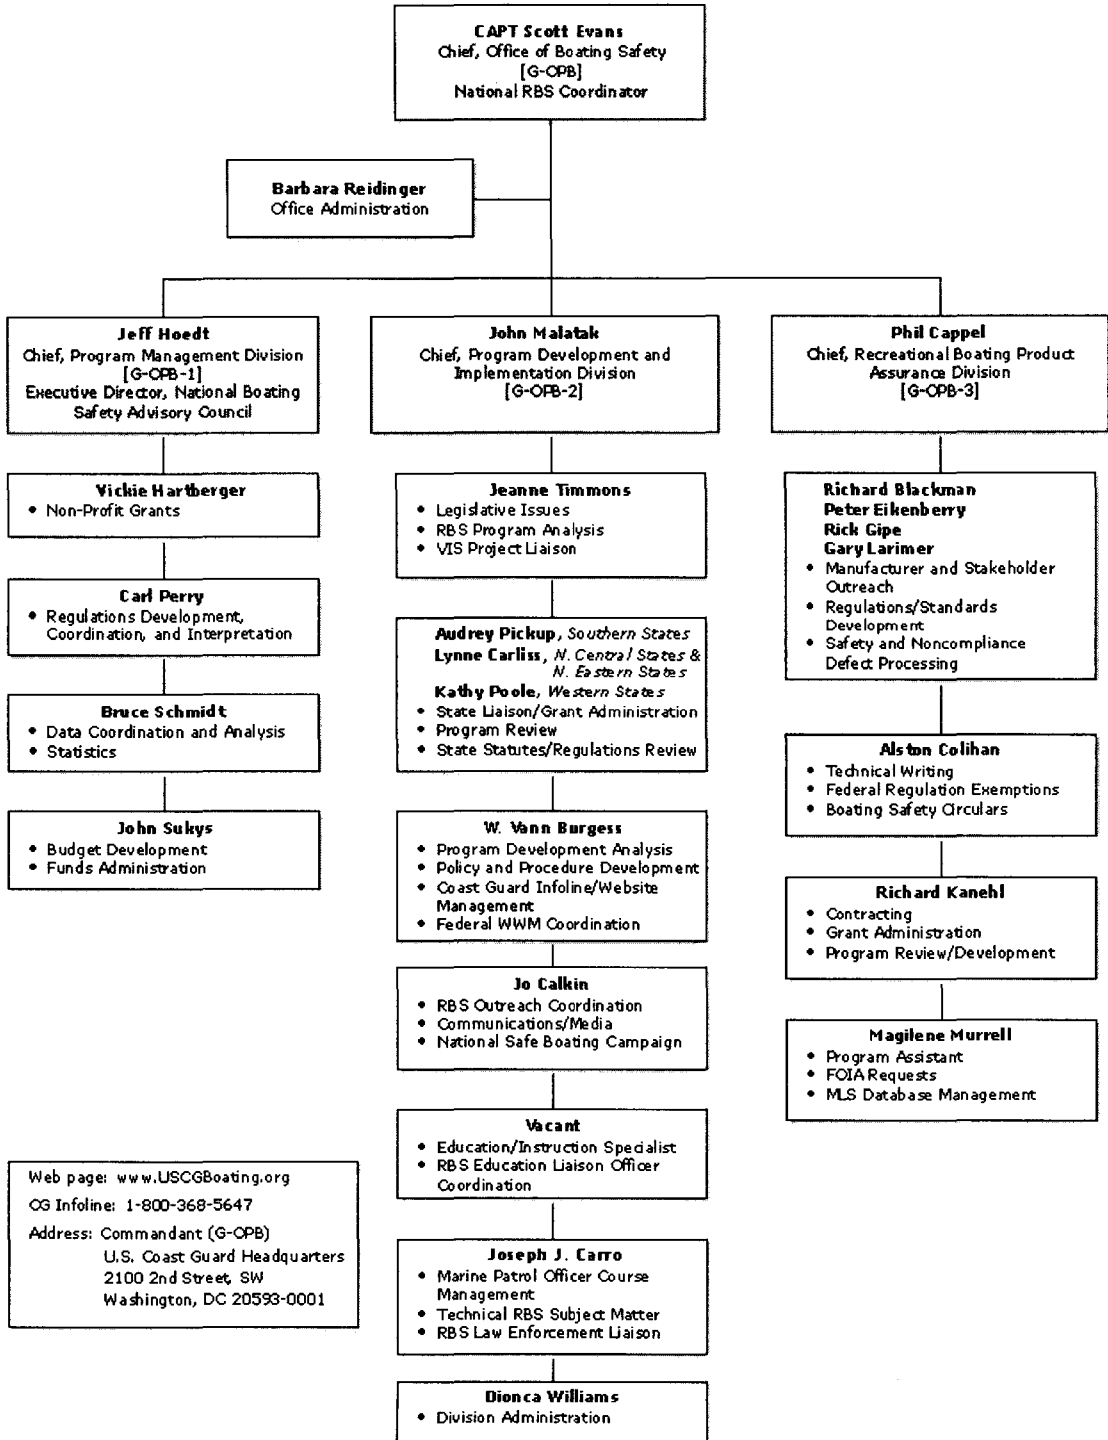 CAPT Scott Evans
Chief, Office of Boating Safety
[G-OPB]
National RBS Coordinator
Barbara Reidinger
Office Administration
Jeff Hoedt
Chief, Program Management Division
[G-OPB-1]
Executive Director, National Boating
Safety Advisory Council
Vickie Hartberger
• Non-Profit Grants
Carl Perry
• Regulations Development,
Coordination, and Interpretation
Bruce Schmidt
• Data Coordination and Analysis
• Statistics
John Sukys
• Budget Development
• Funds Administration
John Malatak
Chief, Program Development and
Implementation Division
[G-OPB-2]
Jeanne Timmons
• Legislative Issues
• RBS Program Analysis
• VIS Project Liaison
Audrey Pickup, Southern States
Lynne Carliss, N. Central States &
N. Eastern States
Kathy Poole, Western States
• State Liaison/Grant Administration
• Program Review
• State Statutes/Regulations Review
W. Vann Burgess
• Program Development Analysis
• Policy and Procedure Development
• Coast Guard Infoline/Website
Management
• Federal WWM Coordination
Jo Calkin
• RBS Outreach Coordination
• Communications/Media
• National Safe Boating Campaign
Vacant
• Education/Instruction Specialist
• RBS Education Liaison Officer
Coordination
Joseph J. Carro
• Marine Patrol Officer Course
Management
• Technical RBS Subject Matter
• RBS Law Enforcement Liaison
Dionca Williams
• Division Administration
Phil Cappel
Chief, Recreational Boating Product
Assurance Division
[G-OPB-3]
Richard Blackman
Peter Eikenberry
Rick Gipe
Gary Larimer
• Manufacturer and Stakeholder
Outreach
• Regulations/Standards
Development
• Safety and Noncompliance
Defect Processing
Alston Colihan
• Technical Writing
• Federal Regulation Exemptions
• Boating Safety Circulars
Richard Kanehl
• Contracting
• Grant Administration
• Program Review/Development
Magilene Murrell
• Program Assistant
• FOIA Requests
• MLS Database Management
Web page: www.USCGBoating.org
CG Infoline: 1-800-368-5647
Address: Commandant (G-OPB)
U.S. Coast Guard Headquarters
2100 2nd Street, SW
Washington, DC 20593-0001